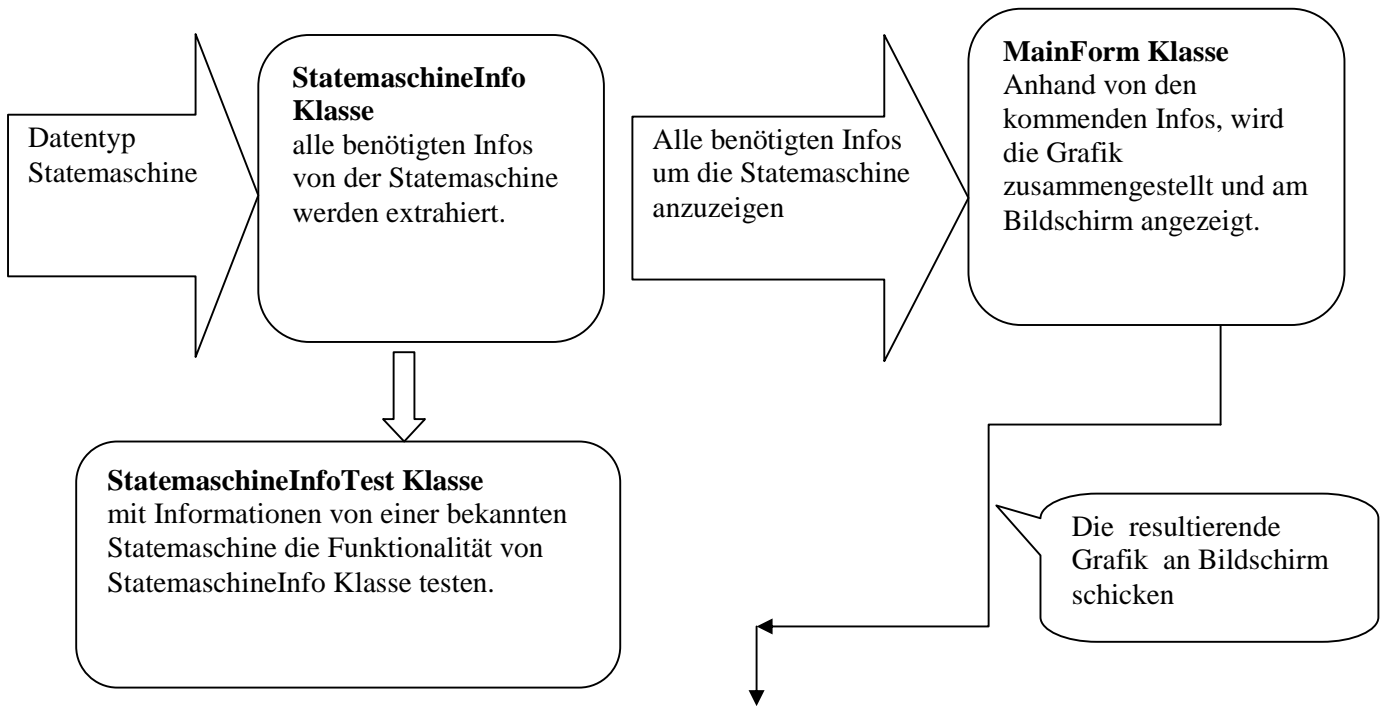 Datentyp
Statemaschine
StatemaschineInfo
Klasse
alle benötigten Infos
von der Statemaschine
werden extrahiert.
Alle benötigten Infos
um die Statemaschine
anzuzeigen
MainForm Klasse
Anhand von den
kommenden Infos, wird
die Grafik
zusammengestellt und am
Bildschirm angezeigt.
StatemaschineInfoTest Klasse
mit Informationen von einer bekannten
Statemaschine die Funktionalität von
StatemaschineInfo Klasse testen.
Die resultierende
Grafik an Bildschirm
schicken